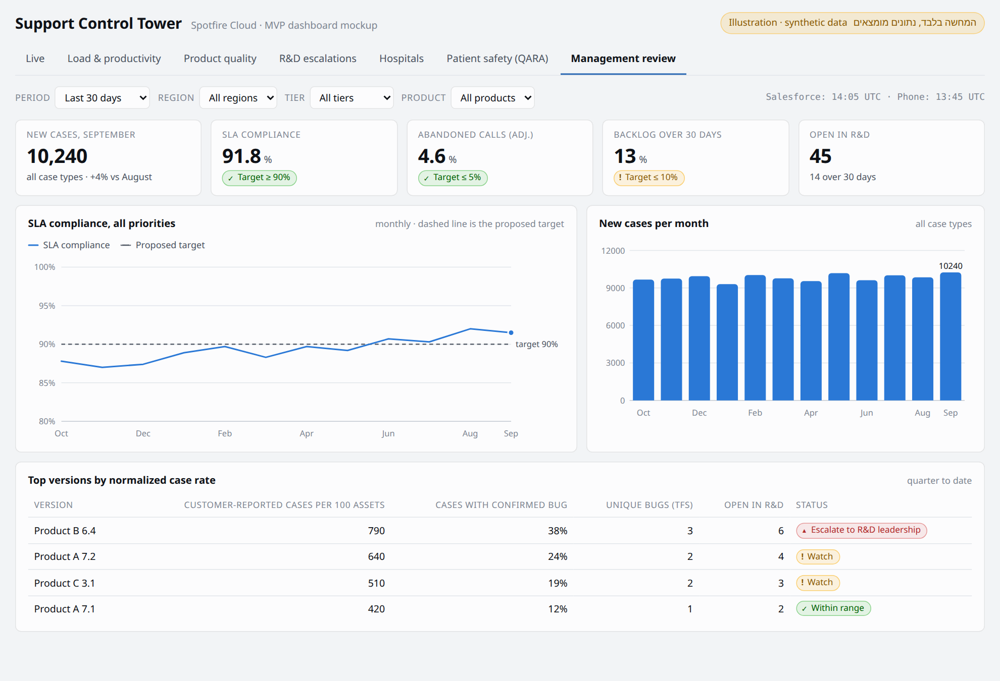 Support Control Tower Spotfire Cloud · MVP dashboard mockup
Illustration · synthetic data המחשה בלבד, נתונים מומצאים
Live Load & productivity Product quality R&D escalations Hospitals Patient safety (QARA) Management review
PERIOD Last 30 days REGION All regions TIER All tiers PRODUCT All products
Salesforce: 14:05 UTC · Phone: 13:45 UTC
NEW CASES, SEPTEMBER
10,240
all case types · +4% vs August
SLA COMPLIANCE
91.8 %
✓ Target ≥ 90%
ABANDONED CALLS (ADJ.)
4.6 %
✓ Target ≤ 5%
BACKLOG OVER 30 DAYS
13 %
! Target ≤ 10%
OPEN IN R&D
45
14 over 30 days
SLA compliance, all priorities
monthly · dashed line is the proposed target
SLA compliance Proposed target
100%
95%
90%
85%
80%
target 90%
Oct Dec Feb Apr Jun Aug Sep
New cases per month
all case types
12000
9000
6000
3000
0
10240
Oct Dec Feb Apr Jun Aug Sep
Top versions by normalized case rate
quarter to date
VERSION CUSTOMER-REPORTED CASES PER 100 ASSETS CASES WITH CONFIRMED BUG UNIQUE BUGS (TFS) OPEN IN R&D STATUS
Product B 6.4 790 38% 3 6 ▲ Escalate to R&D leadership
Product A 7.2 640 24% 2 4 ! Watch
Product C 3.1 510 19% 2 3 ! Watch
Product A 7.1 420 12% 1 2 ✓ Within range